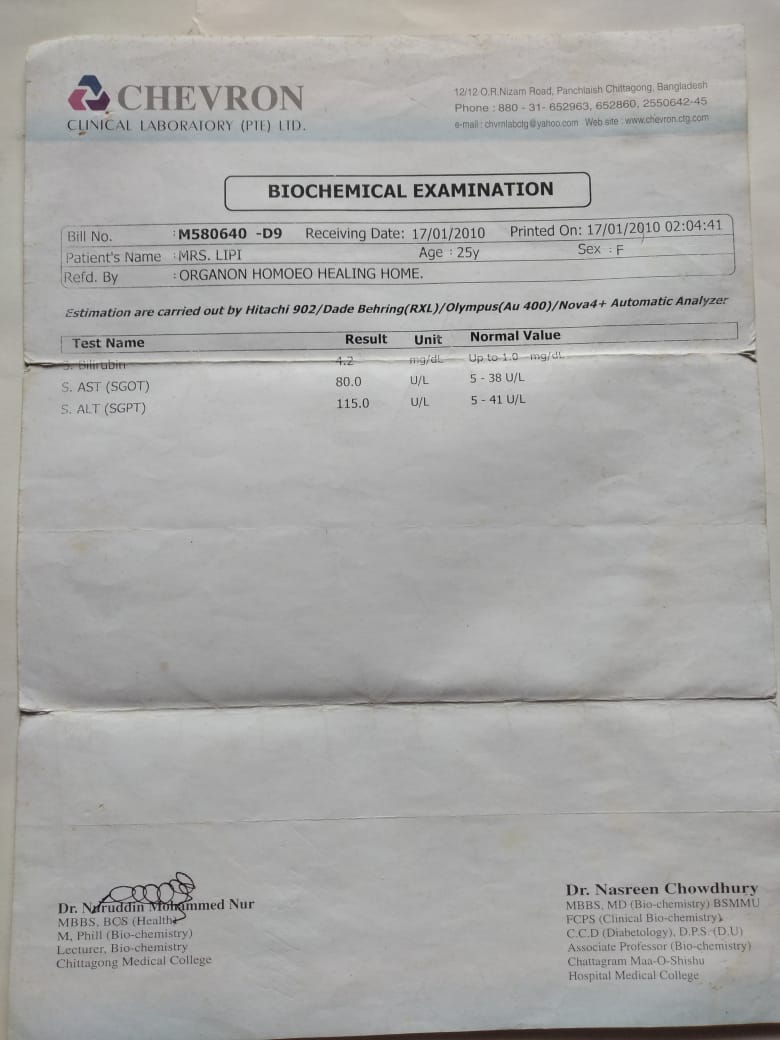 CHEVRON
CLINICAL LABORATORY (PTE) LTD.
12/12 O.R.Nizam Road, Panchlaish Chittagong, Bangladesh
Phone : 880 - 31- 652963, 652860, 2550642-45
e-mail : chvrnlabctg@yahoo.com Web site : www.chevron.ctg.com
BIOCHEMICAL EXAMINATION
Bill No. : M580640 -D9 Receiving Date: 17/01/2010 Printed On: 17/01/2010 02:04:41
Patient's Name : MRS. LIPI Age : 25y Sex : F
Refd. By : ORGANON HOMOEO HEALING HOME.
Estimation are carried out by Hitachi 902/Dade Behring(RXL)/Olympus(Au 400)/Nova4+ Automatic Analyzer
Test Name Result Unit Normal Value
S. Bilirubin 4.2 mg/dL Up to 1.0 mg/dL
S. AST (SGOT) 80.0 U/L 5 - 38 U/L
S. ALT (SGPT) 115.0 U/L 5 - 41 U/L
Dr. Nuruddin Mohammed Nur
MBBS, BCS (Health)
M, Phill (Bio-chemistry)
Lecturer, Bio-chemistry
Chittagong Medical College
Dr. Nasreen Chowdhury
MBBS, MD (Bio-chemistry) BSMMU
FCPS (Clinical Bio-chemistry)
C.C.D (Diabetology), D.P.S. (D.U)
Associate Professor (Bio-chemistry)
Chattagram Maa-O-Shishu
Hospital Medical College